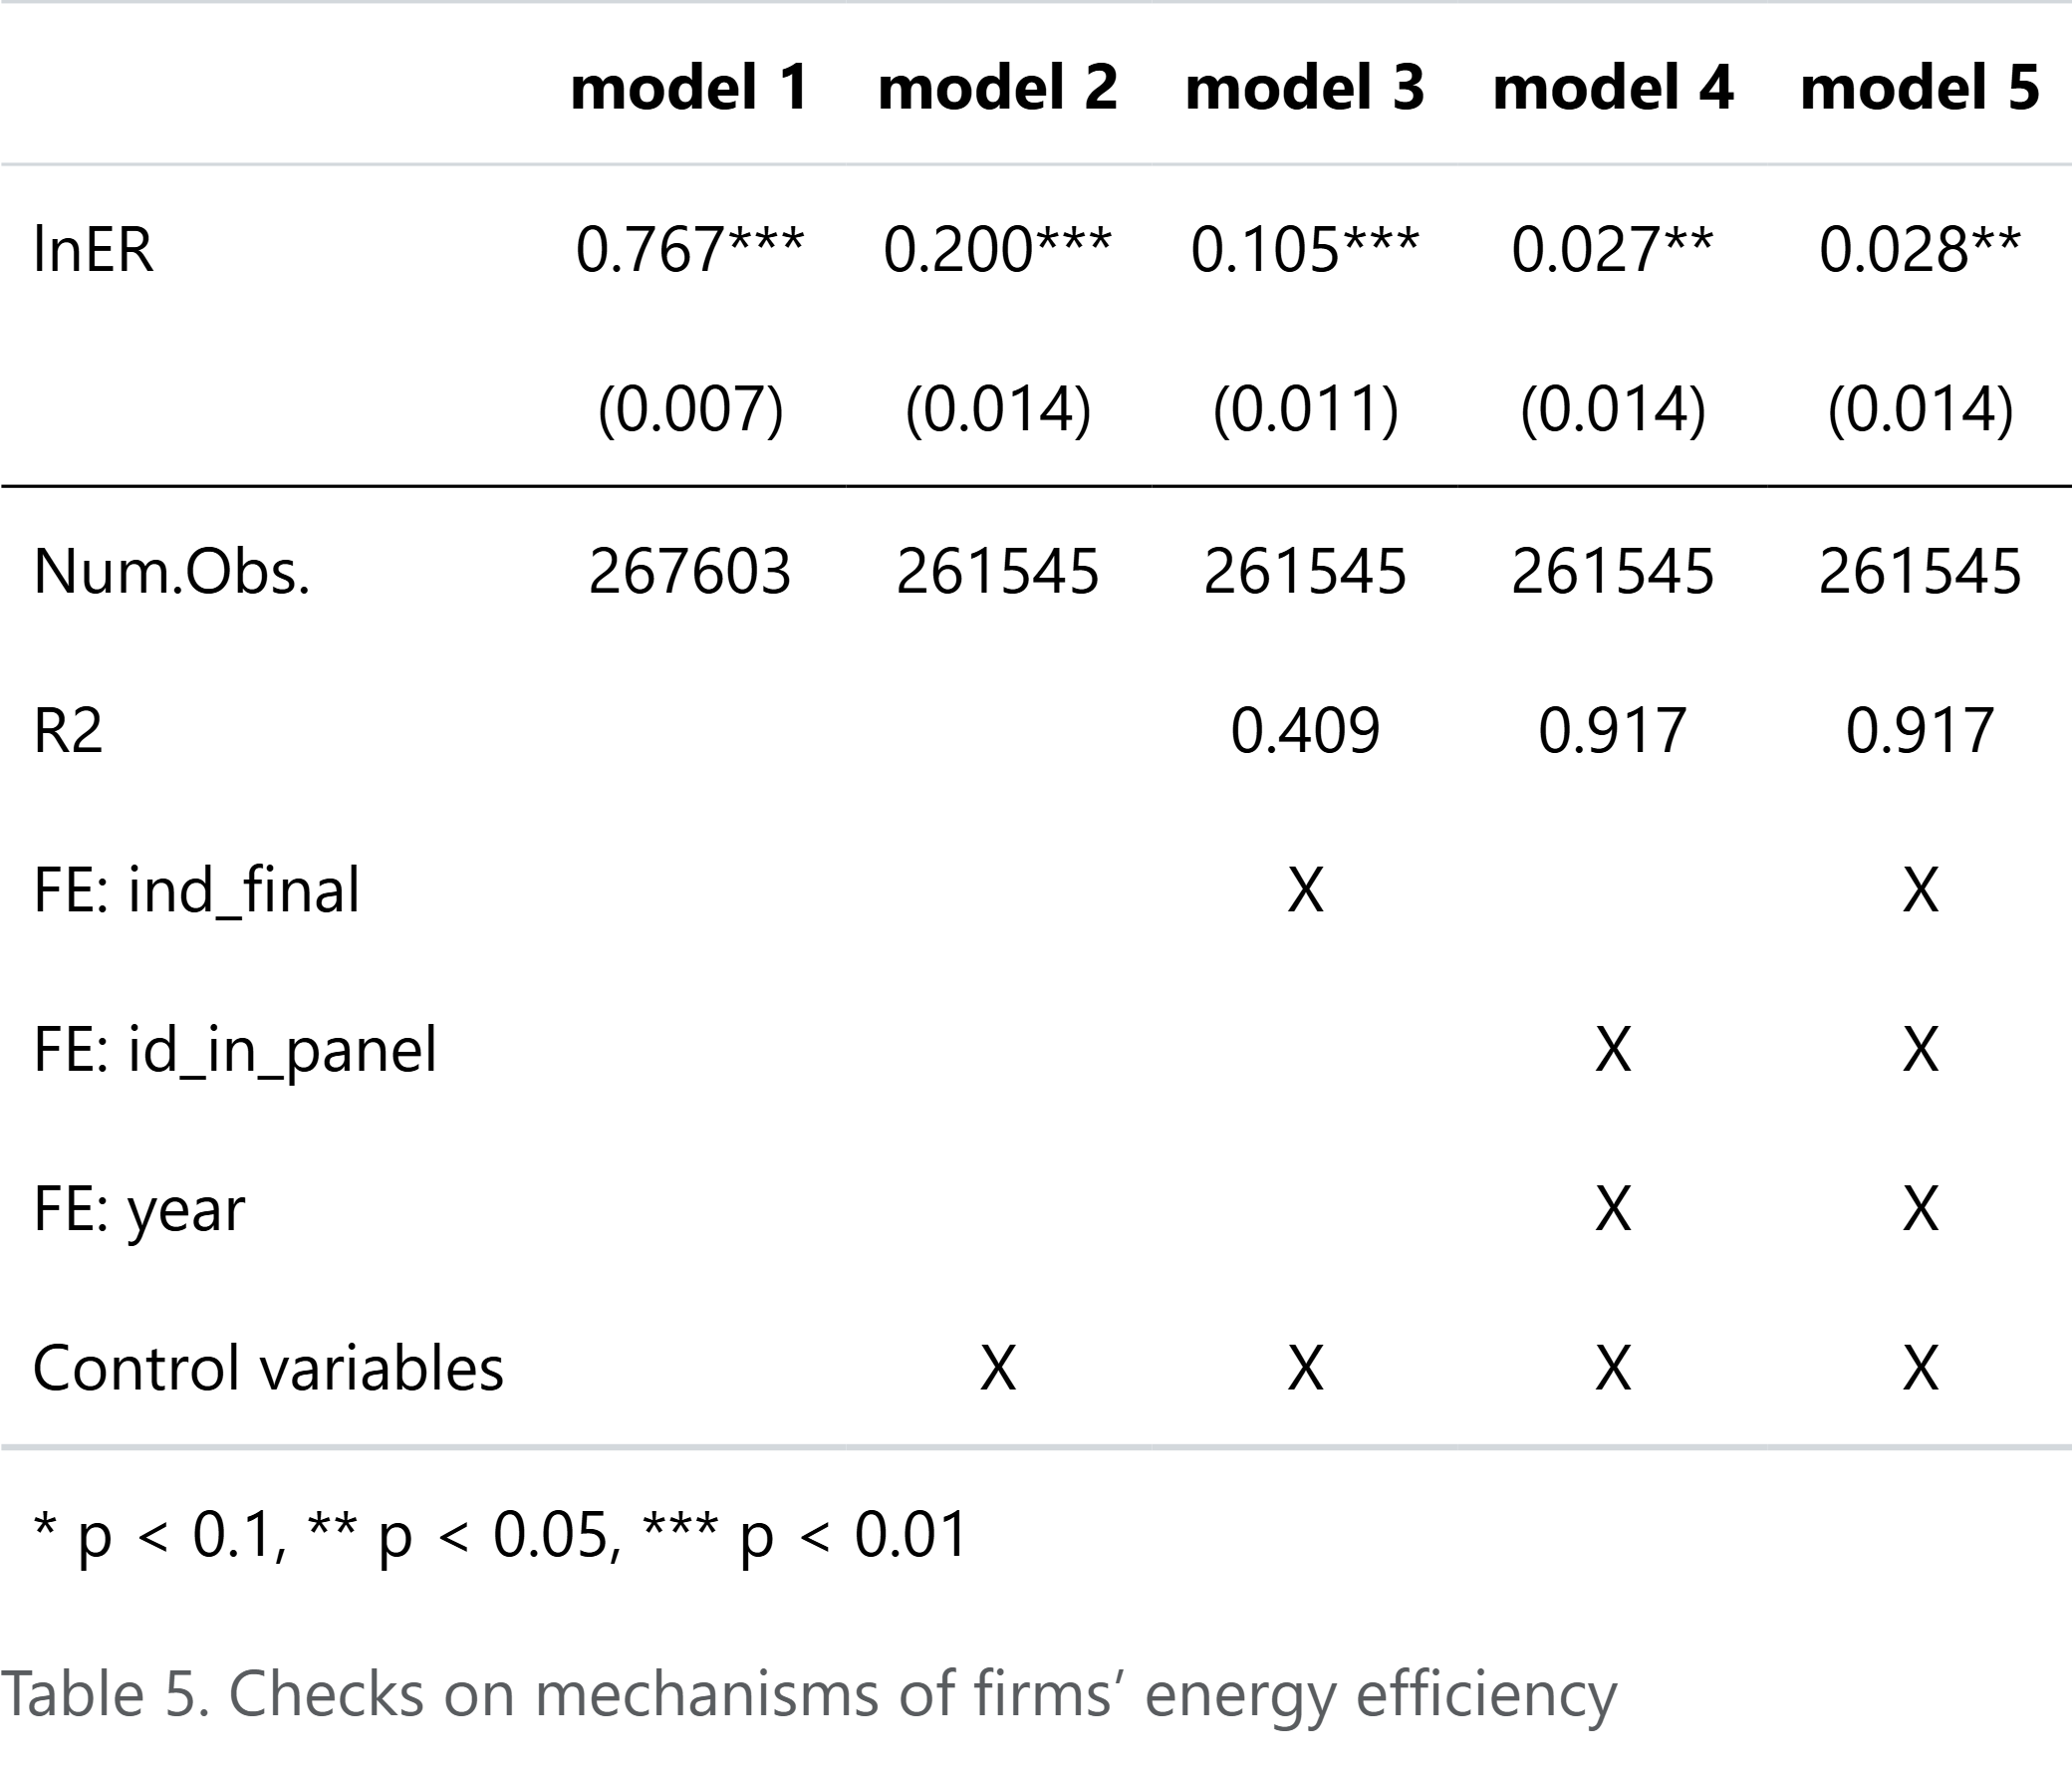 model 1 model 2 model 3 model 4 model 5
lnER 0.767*** 0.200*** 0.105*** 0.027** 0.028**
(0.007) (0.014) (0.011) (0.014) (0.014)
Num.Obs. 267603 261545 261545 261545 261545
R2 0.409 0.917 0.917
FE: ind_final X X
FE: id_in_panel X X
FE: year X X
Control variables X X X X
* p < 0.1, ** p < 0.05, *** p < 0.01
Table 5. Checks on mechanisms of firms’ energy efficiency